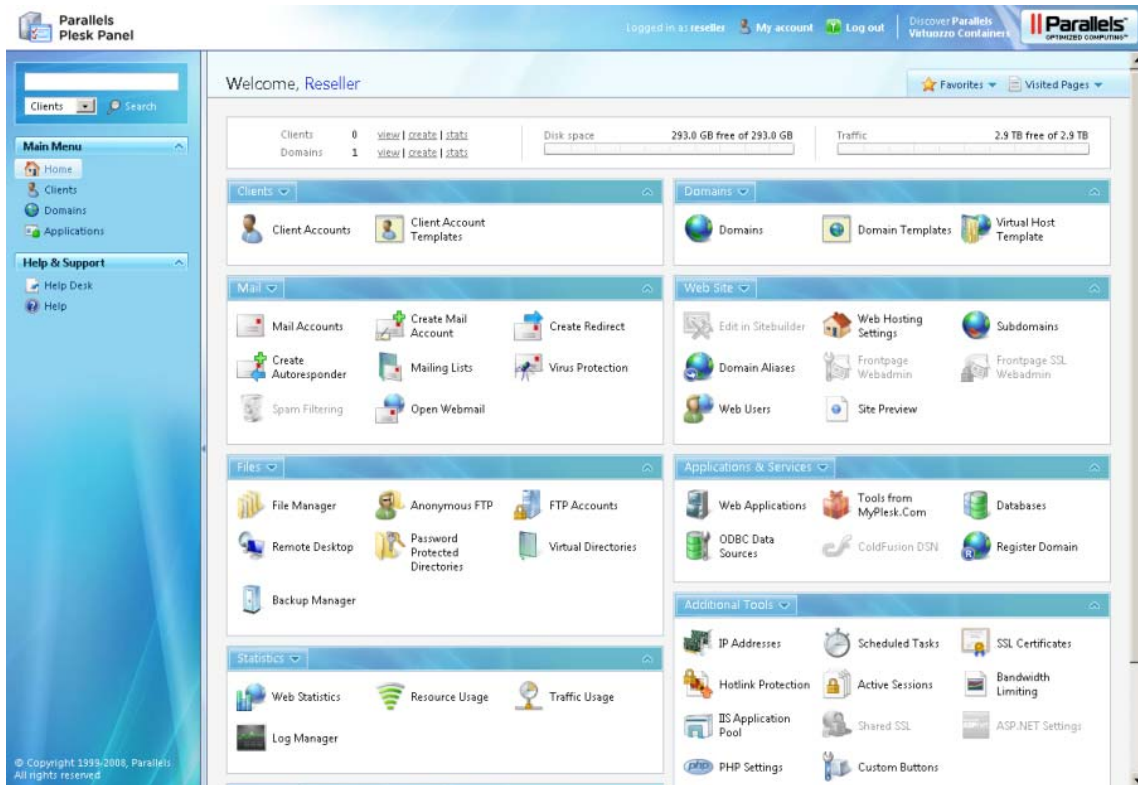 Parallels
Plesk Panel
Logged in as reseller My account Log out
Discover Parallels
Virtuozzo Containers
Parallels
OPTIMIZED COMPUTING
Clients Search
Main Menu
Home
Clients
Domains
Applications
Help & Support
Help Desk
Help
© Copyright 1999-2008, Parallels
All rights reserved
Welcome, Reseller
Favorites Visited Pages
Clients 0 view | create | stats
Domains 1 view | create | stats
Disk space 293.0 GB free of 293.0 GB
Traffic 2.9 TB free of 2.9 TB
Clients
Client Accounts
Client Account
Templates
Domains
Domains
Domain Templates
Virtual Host
Template
Mail
Mail Accounts
Create Mail
Account
Create Redirect
Create
Autoresponder
Mailing Lists
Virus Protection
Spam Filtering
Open Webmail
Web Site
Edit in Sitebuilder
Web Hosting
Settings
Subdomains
Domain Aliases
Frontpage
Webadmin
Frontpage SSL
Webadmin
Web Users
Site Preview
Files
File Manager
Anonymous FTP
FTP Accounts
Remote Desktop
Password
Protected
Directories
Virtual Directories
Backup Manager
Applications & Services
Web Applications
Tools from
MyPlesk.Com
Databases
ODBC Data
Sources
ColdFusion DSN
Register Domain
Statistics
Web Statistics
Resource Usage
Traffic Usage
Log Manager
Additional Tools
IP Addresses
Scheduled Tasks
SSL Certificates
Hotlink Protection
Active Sessions
Bandwidth
Limiting
IIS Application
Pool
Shared SSL
ASP.NET Settings
php
PHP Settings
Custom Buttons